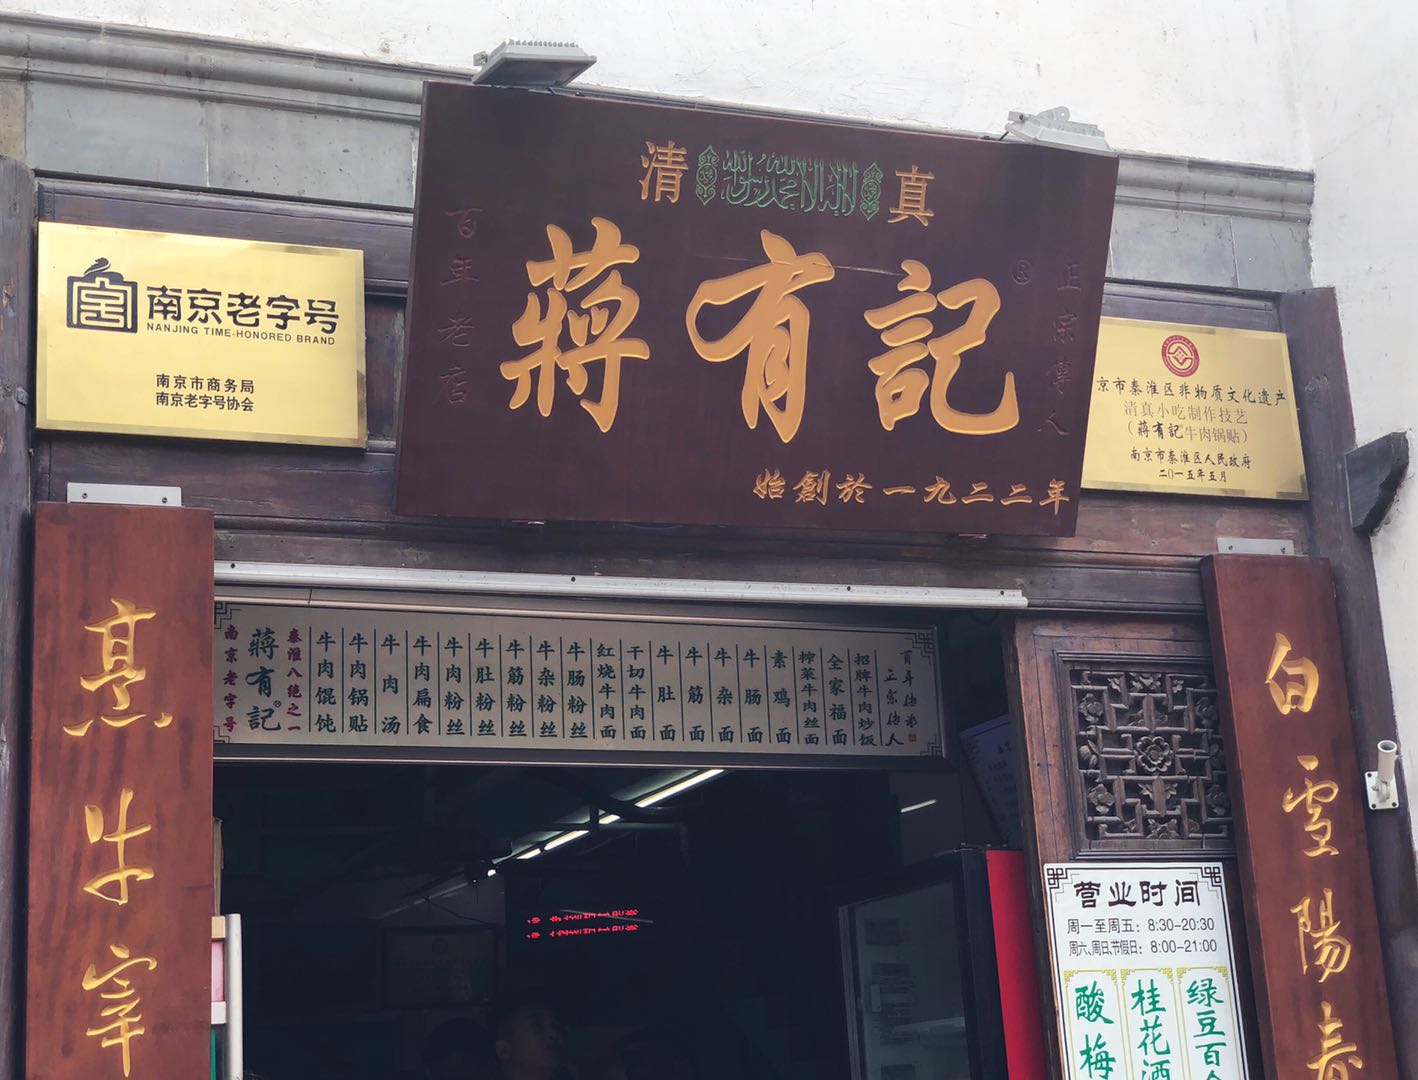 清 真
百年老店
蔣有記®
正宗傳人
始創於一九二二年
南京老字号
NANJING TIME-HONORED BRAND
南京市商务局
南京老字号协会
京市秦淮区非物质文化遗产
清真小吃制作技艺
（蔣有記牛肉锅贴）
南京市秦淮区人民政府
二〇一五年五月
南京老字号
蔣有記®
秦淮八绝之一
牛肉馄饨
牛肉锅贴
牛肉汤
牛肉扁食
牛肉粉丝
牛肚粉丝
牛筋粉丝
牛杂粉丝
牛肠粉丝
红烧牛肉面
干切牛肉面
牛肚面
牛筋面
牛杂面
牛肠面
素鸡面
榨菜牛肉丝面
全家福面
招牌牛肉炒饭
百年傳承
正宗傳人
烹牛宰
白雪陽春
营业时间
周一至周五：8:30-20:30
周六、周日、节假日：8:00-21:00
酸梅
桂花酒
绿豆百合